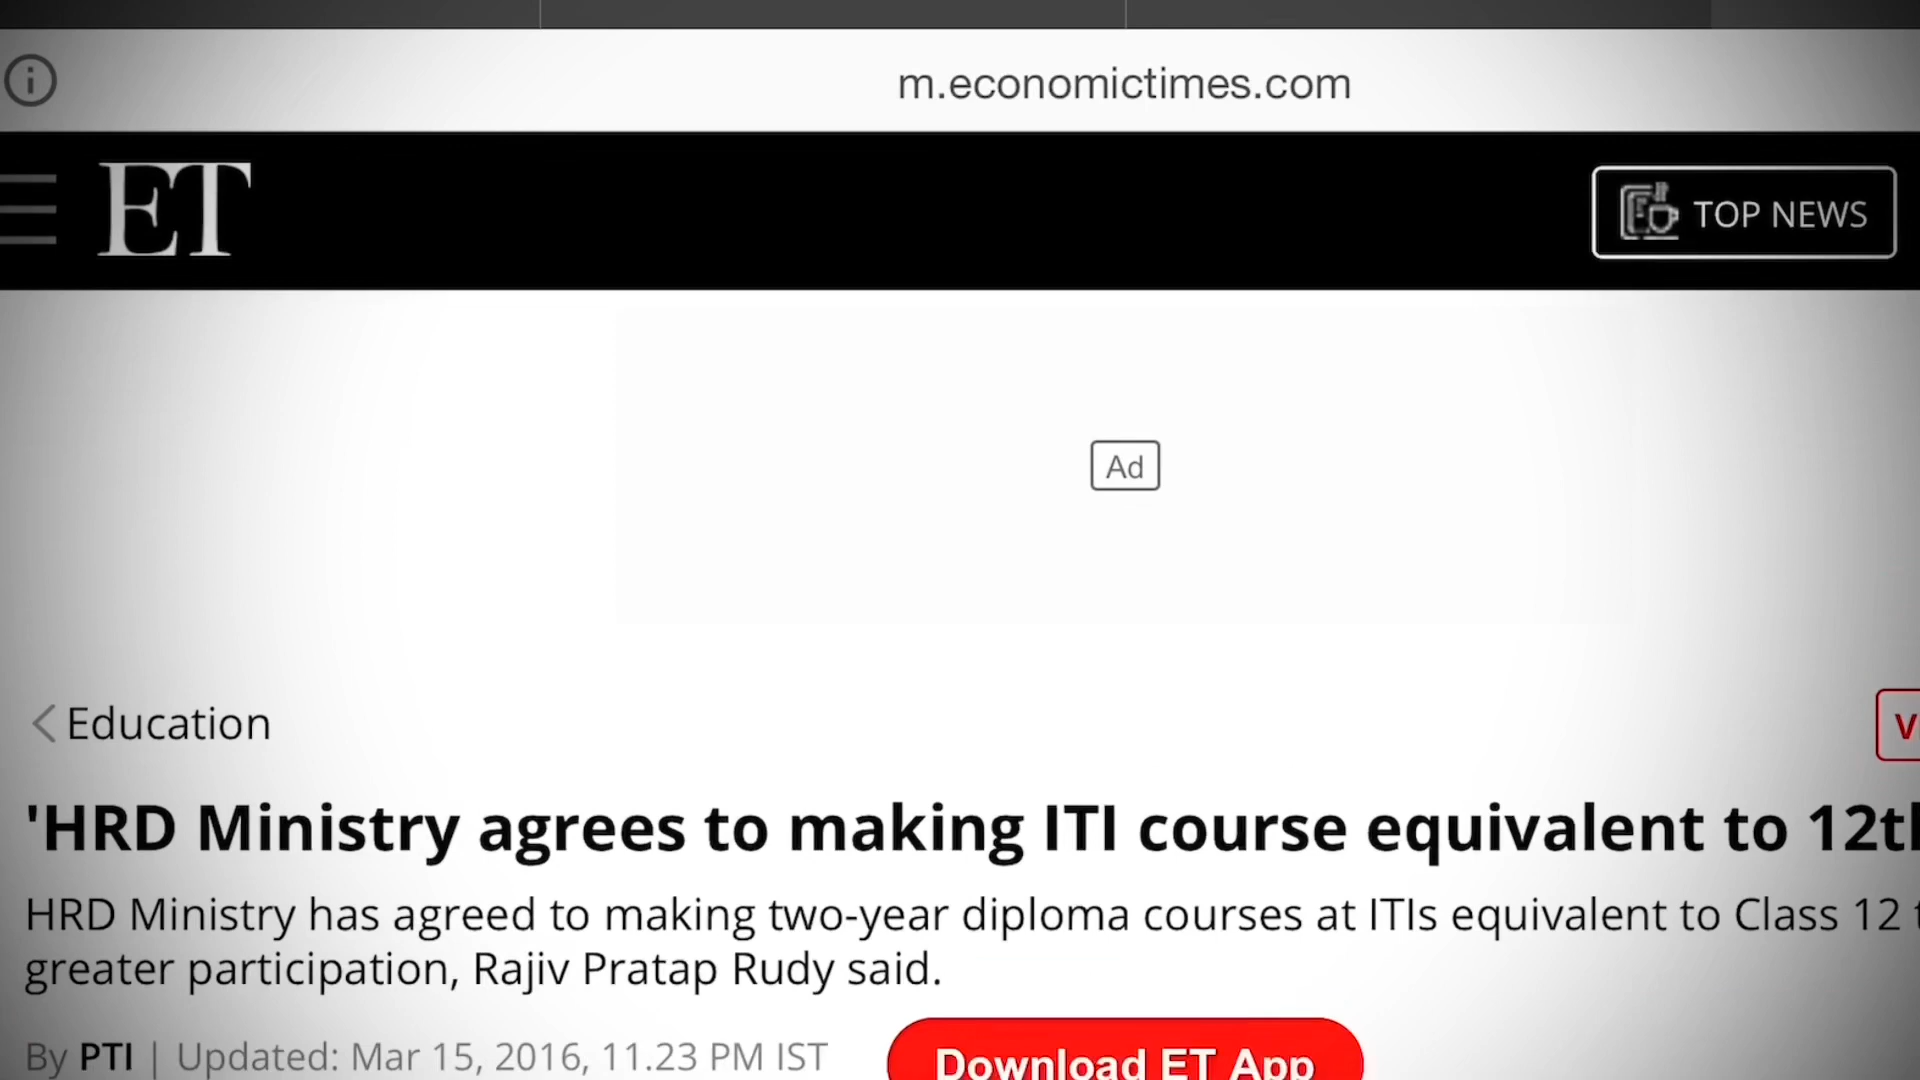 m.economictimes.com
ET
TOP NEWS
Ad
Education
'HRD Ministry agrees to making ITI course equivalent to
HRD Ministry has agreed to making two-year diploma courses at ITIs equivalent to Class 12
greater participation, Rajiv Pratap Rudy said.
By PTI | Updated: Mar 15, 2016, 11.23 PM IST
Download ET App